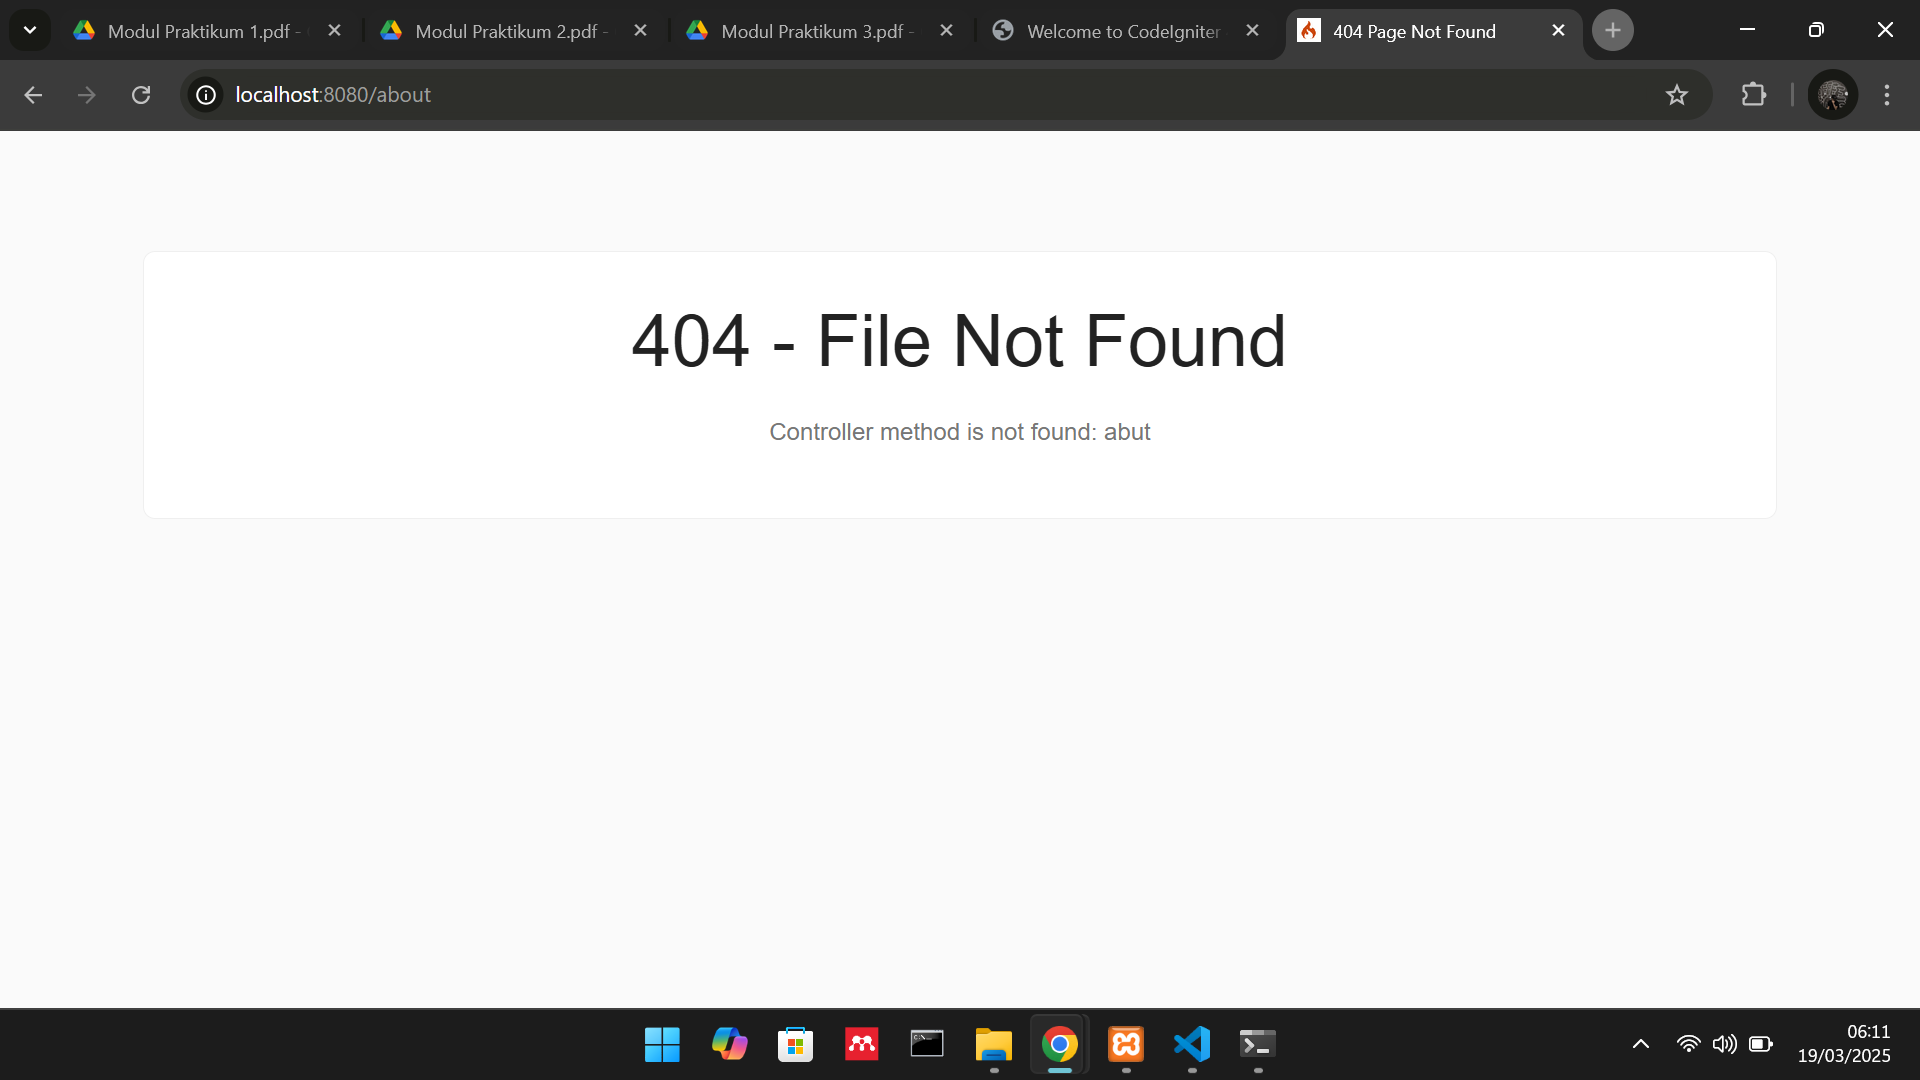 Modul Praktikum 1.pdf -
Modul Praktikum 2.pdf -
Modul Praktikum 3.pdf -
Welcome to CodeIgniter
404 Page Not Found
localhost:8080/about
404 - File Not Found
Controller method is not found: abut
06:11
19/03/2025